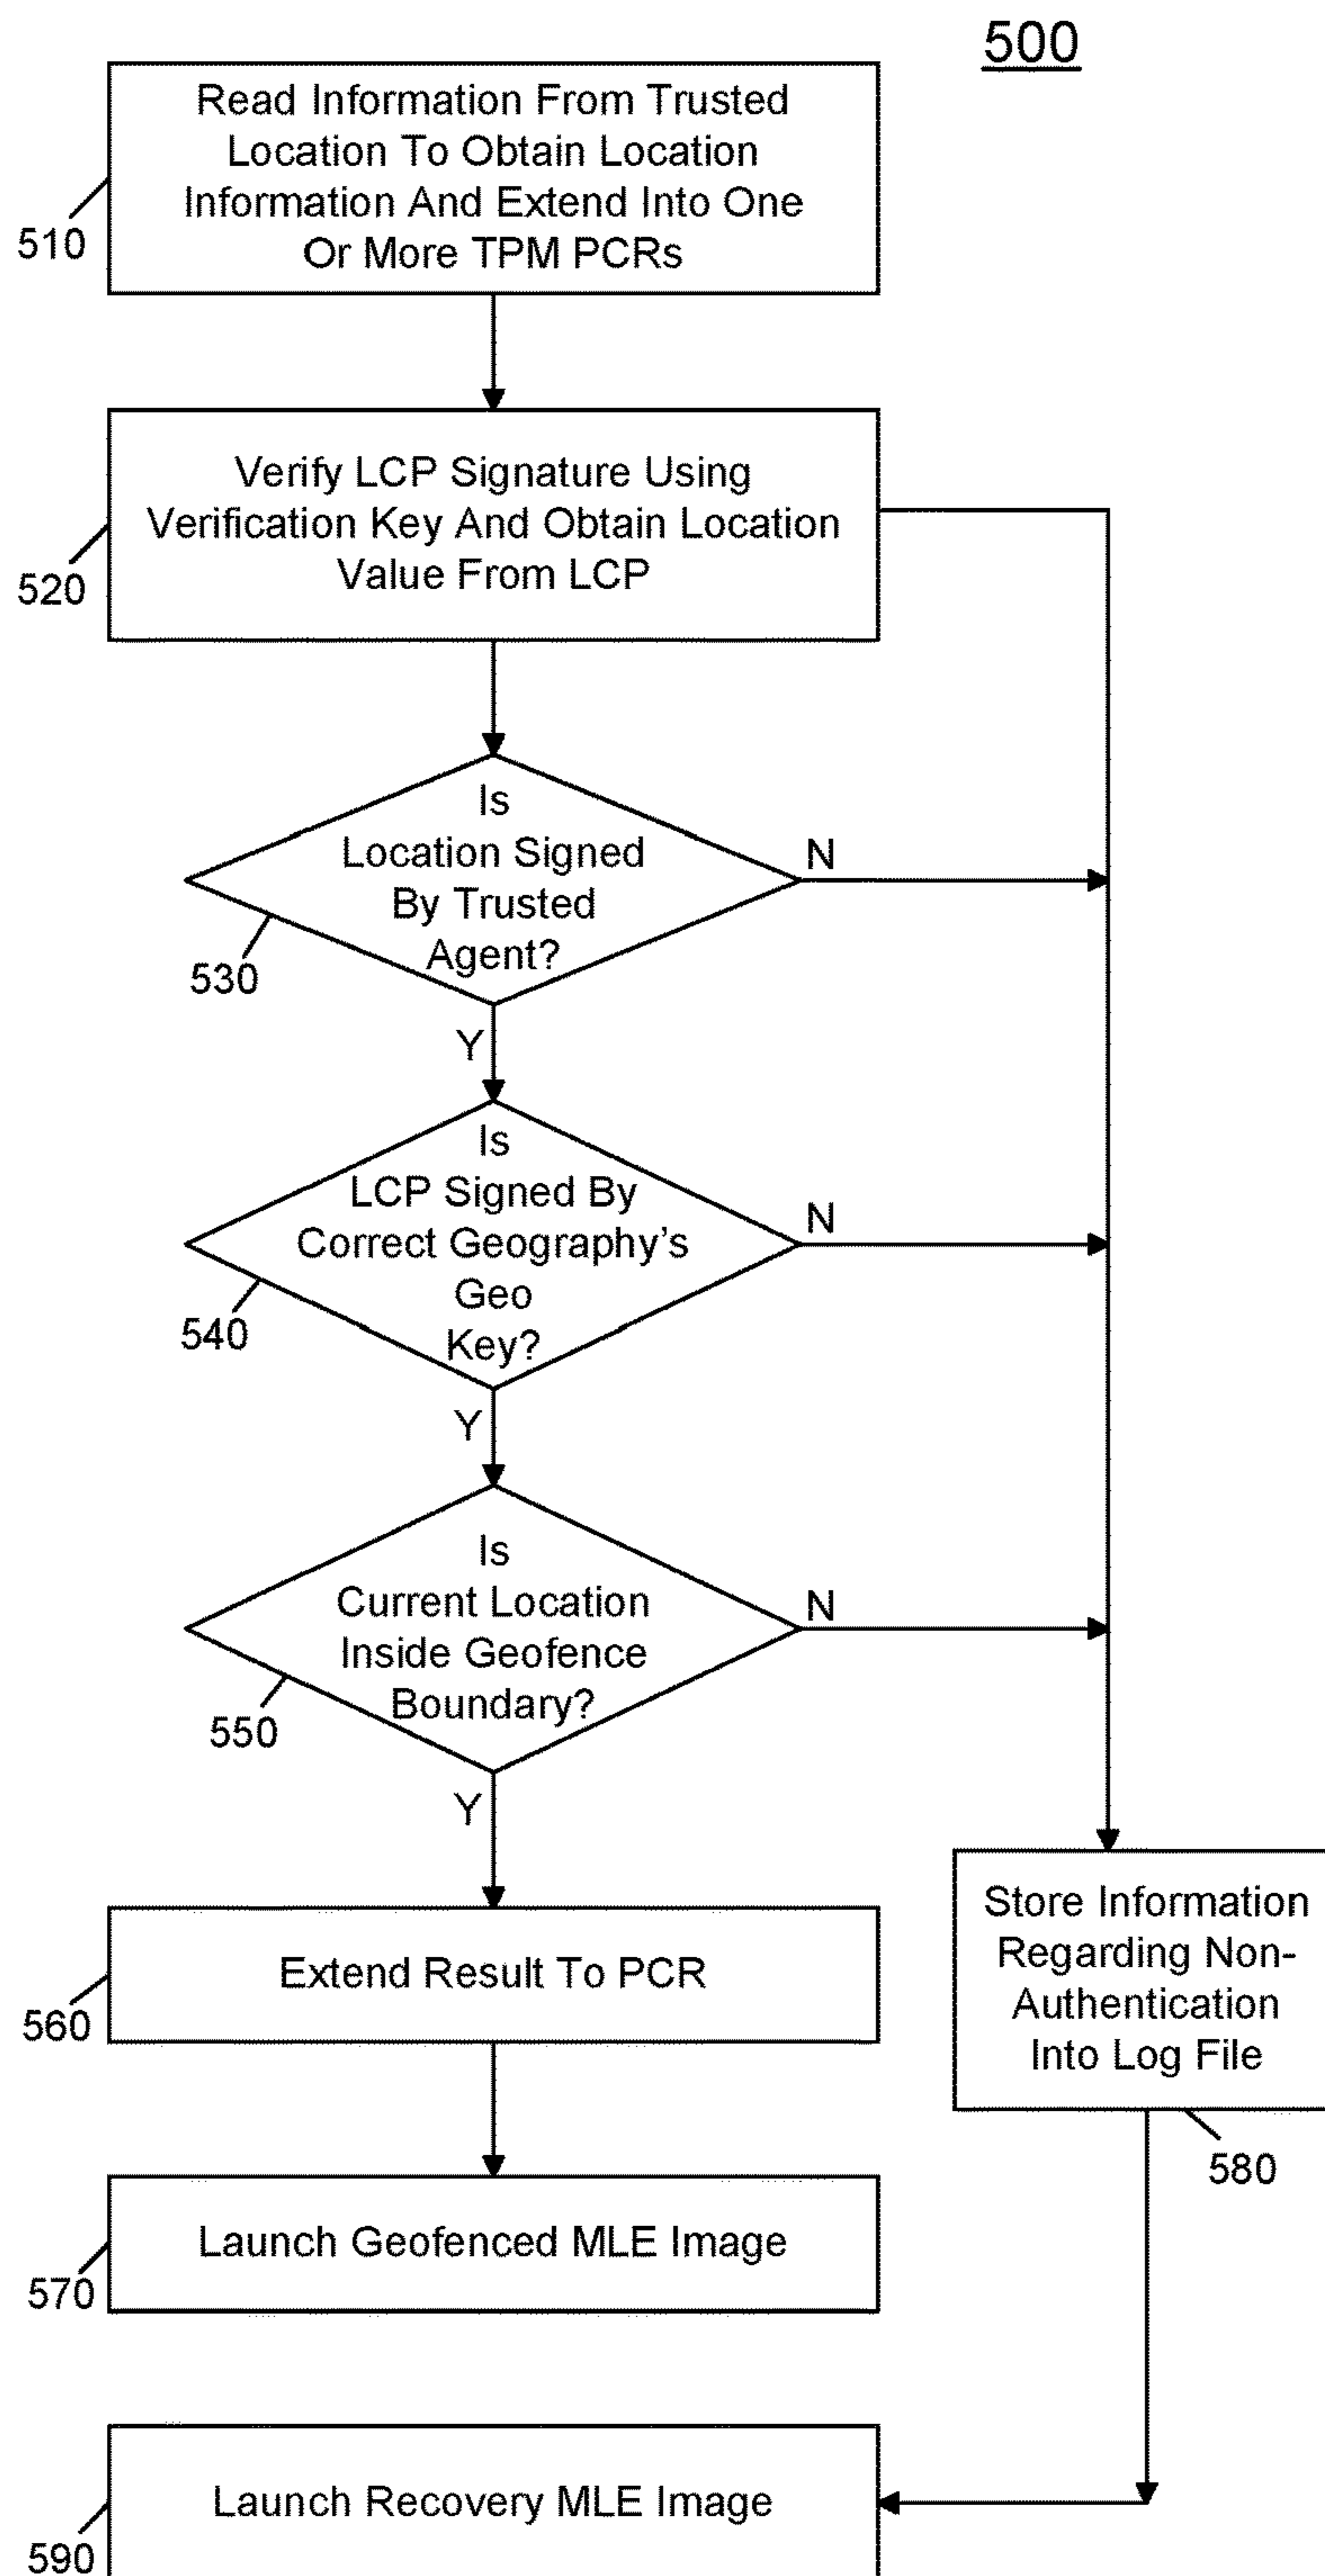 500
Read Information From Trusted
Location To Obtain Location
Information And Extend Into One
Or More TPM PCRs
510
Verify LCP Signature Using
Verification Key And Obtain Location
Value From LCP
520
Is
Location Signed
By Trusted
Agent?
N
530
Y
Is
LCP Signed By
Correct Geography's
Geo
Key?
N
540
Y
Is
Current Location
Inside Geofence
Boundary?
N
550
Y
Extend Result To PCR
560
Store Information
Regarding Non-
Authentication
Into Log File
580
Launch Geofenced MLE Image
570
Launch Recovery MLE Image
590